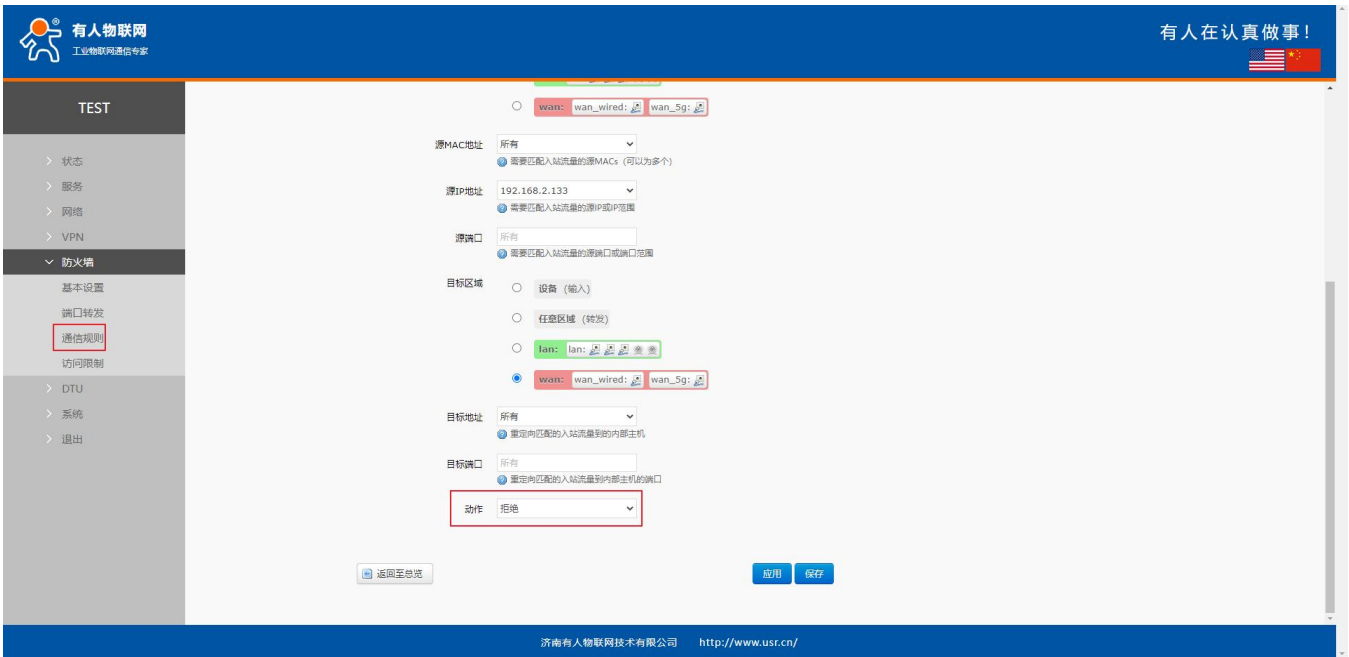 有人物联网
工业物联网通信专家
有人在认真做事!
TEST
状态
服务
网络
VPN
防火墙
基本设置
端口转发
通信规则
访问限制
DTU
系统
退出
wan: wan_wired: wan_5g:
源MAC地址 所有
需要匹配入站流量的源MACs (可以为多个)
源IP地址 192.168.2.133
需要匹配入站流量的源IP或IP范围
源端口 所有
需要匹配入站流量的源端口或端口范围
目标区域 设备 (输入)
任意区域 (转发)
lan: lan:
wan: wan_wired: wan_5g:
目标地址 所有
重定向匹配的入站流量到的内部主机
目标端口 所有
重定向匹配的入站流量到内部主机的端口
动作 拒绝
返回至总览 应用 保存
济南有人物联网技术有限公司 http://www.usr.cn/